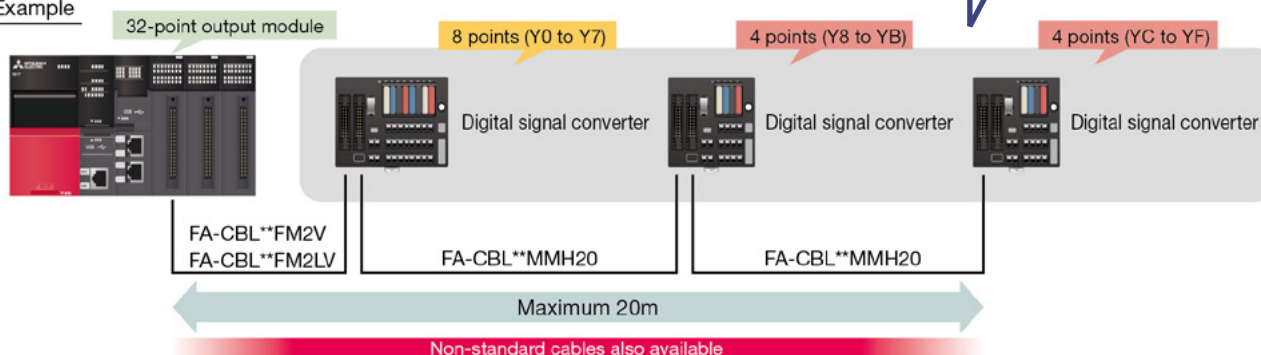 Example
32-point output module
8 points (Y0 to Y7)
4 points (Y8 to YB)
4 points (YC to YF)
MITSUBISHI
ELECTRIC
Digital signal converter
Digital signal converter
Digital signal converter
FA-CBL**FM2V
FA-CBL**FM2LV
FA-CBL**MMH20
FA-CBL**MMH20
Maximum 20m
Non-standard cables also available